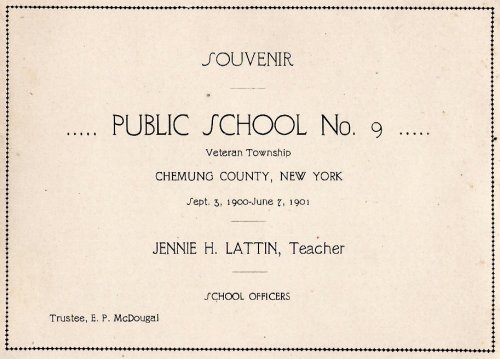 SOUVENIR
..... PUBLIC SCHOOL No. 9 .....
Veteran Township
CHEMUNG COUNTY, NEW YORK
Sept. 3, 1900-June 7, 1901
JENNIE H. LATTIN, Teacher
SCHOOL OFFICERS
Trustee, E. P. McDougal